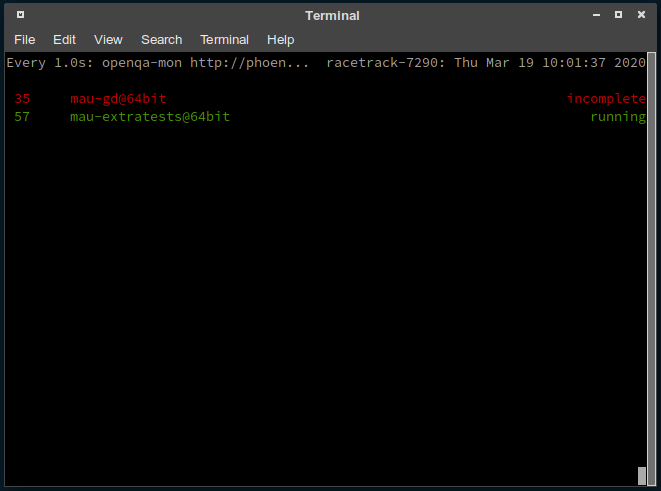 Terminal
File Edit View Search Terminal Help
Every 1.0s: openqa-mon http://phoen... racetrack-7290: Thu Mar 19 10:01:37 2020
35 mau-gd@64bit incomplete
57 mau-extratests@64bit running